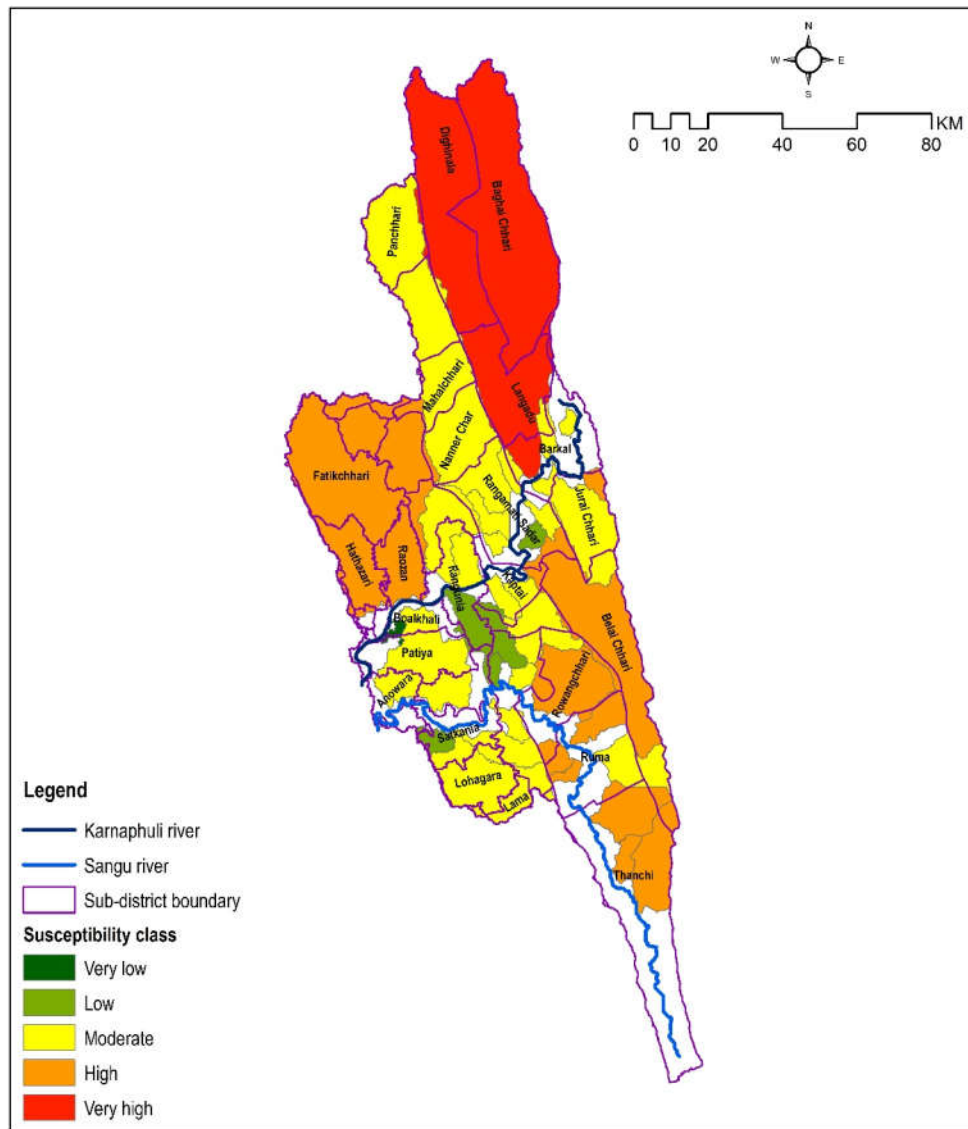 N
W E
S
KM
0 10 20 40 60 80
Dighinala
Baghai Chhari
Panchhari
Mahalchhari
Langadu
Nanner Char
Barkal
Fatikchhari
Rangamati Sadar
Jurai Chhari
Hathazari
Raozan
Rangunia
Kaptai
Boalkhali
Belai Chhari
Patiya
Rowangchhari
Anowara
Satkania
Ruma
Lohagara
Lama
Thanchi
Legend
Karnaphuli river
Sangu river
Sub-district boundary
Susceptibility class
Very low
Low
Moderate
High
Very high